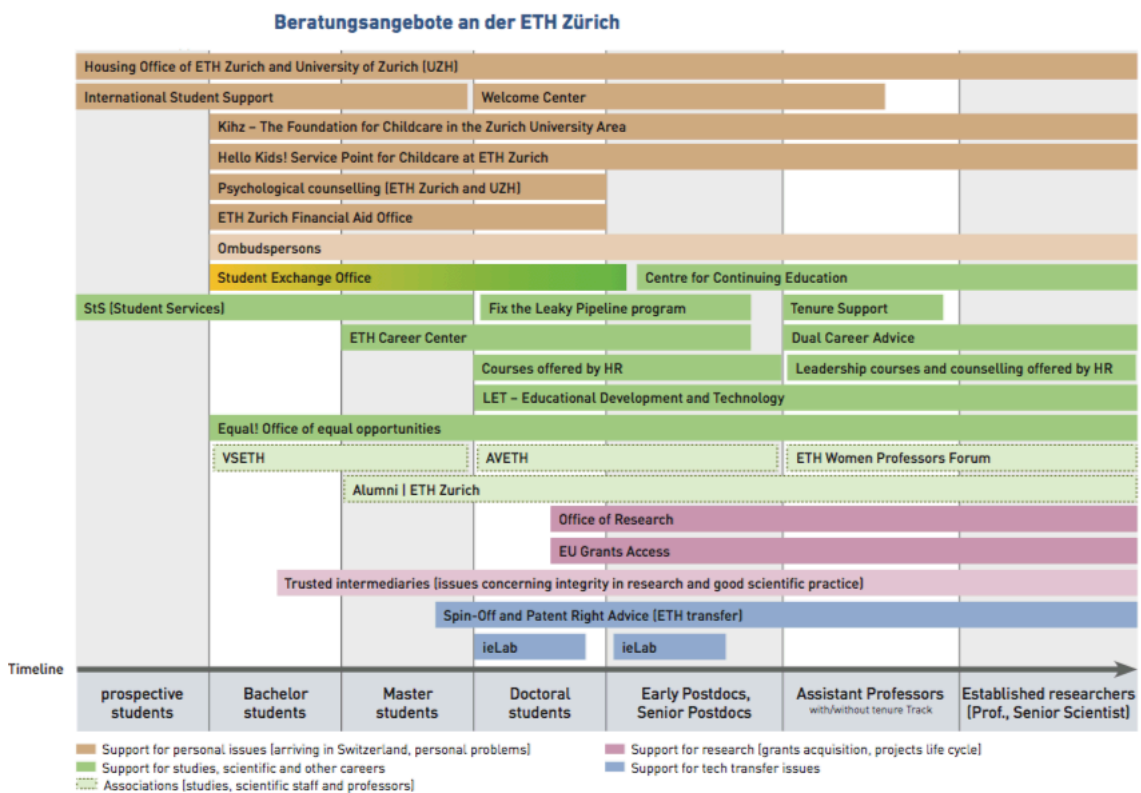 Beratungsangebote an der ETH Zürich
Housing Office of ETH Zurich and University of Zurich (UZH)
International Student Support
Welcome Center
Kihz – The Foundation for Childcare in the Zurich University Area
Hello Kids! Service Point for Childcare at ETH Zurich
Psychological counselling (ETH Zurich and UZH)
ETH Zurich Financial Aid Office
Ombudspersons
Student Exchange Office
Centre for Continuing Education
StS (Student Services)
Fix the Leaky Pipeline program
Tenure Support
ETH Career Center
Dual Career Advice
Courses offered by HR
Leadership courses and counselling offered by HR
LET – Educational Development and Technology
Equal! Office of equal opportunities
VSETH
AVETH
ETH Women Professors Forum
Alumni | ETH Zurich
Office of Research
EU Grants Access
Trusted intermediaries (issues concerning integrity in research and good scientific practice)
Spin-Off and Patent Right Advice (ETH transfer)
ieLab
ieLab
Timeline
prospective
students
Bachelor
students
Master
students
Doctoral
students
Early Postdocs,
Senior Postdocs
Assistant Professors
with/without tenure Track
Established researchers
(Prof., Senior Scientist)
Support for personal issues (arriving in Switzerland, personal problems)
Support for studies, scientific and other careers
Associations (studies, scientific staff and professors)
Support for research (grants acquisition, projects life cycle)
Support for tech transfer issues